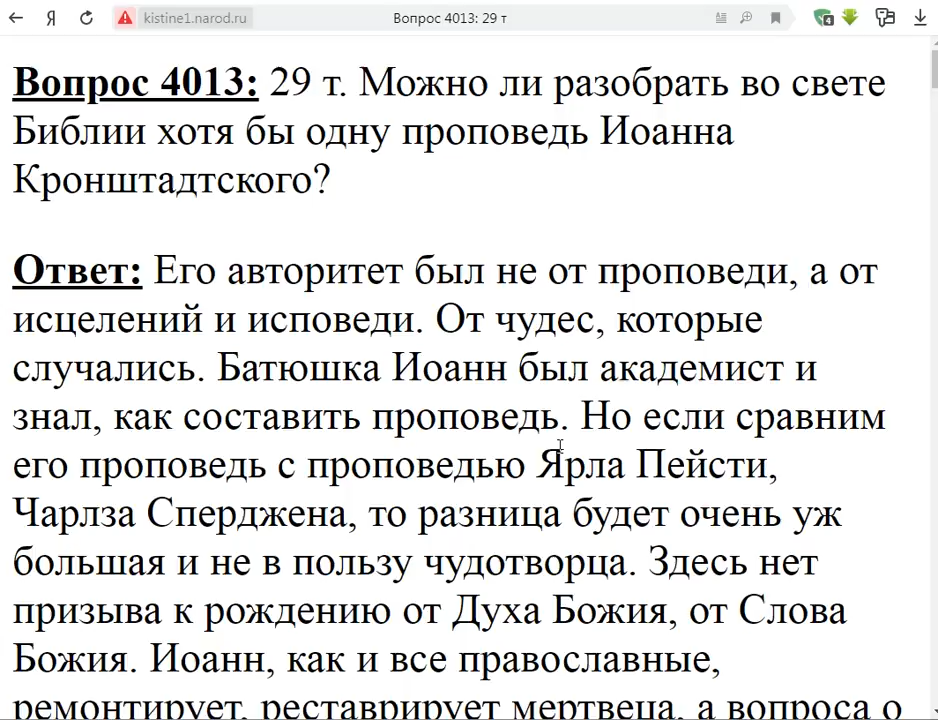 kistine1.narod.ru
Вопрос 4013: 29 т
4
Вопрос 4013: 29 т. Можно ли разобрать во свете
Библии хотя бы одну проповедь Иоанна
Кронштадтского?
Ответ: Его авторитет был не от проповеди, а от
исцелений и исповеди. От чудес, которые
случались. Батюшка Иоанн был академист и
знал, как составить проповедь. Но если сравним
его проповедь с проповедью Ярла Пейсти,
Чарлза Сперджена, то разница будет очень уж
большая и не в пользу чудотворца. Здесь нет
призыва к рождению от Духа Божия, от Слова
Божия. Иоанн, как и все православные,
ремонтирует, реставрирует мертвеца, а вопроса о